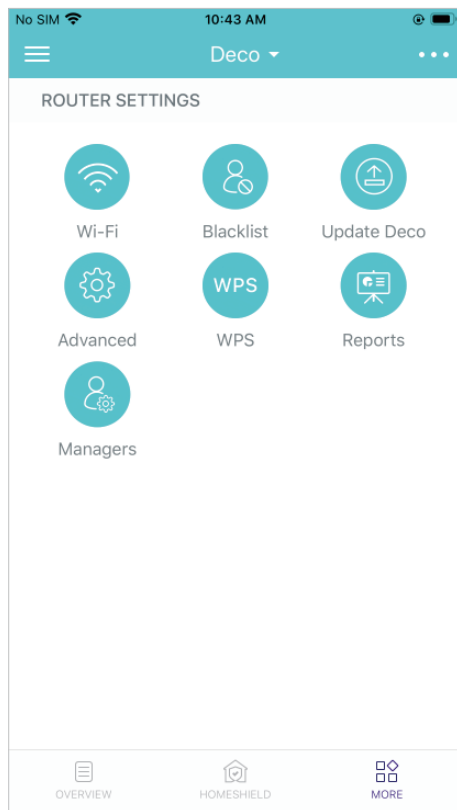 No SIM 10:43 AM
Deco
ROUTER SETTINGS
Wi-Fi Blacklist Update Deco
WPS
Advanced WPS Reports
Managers
OVERVIEW HOMESHIELD MORE